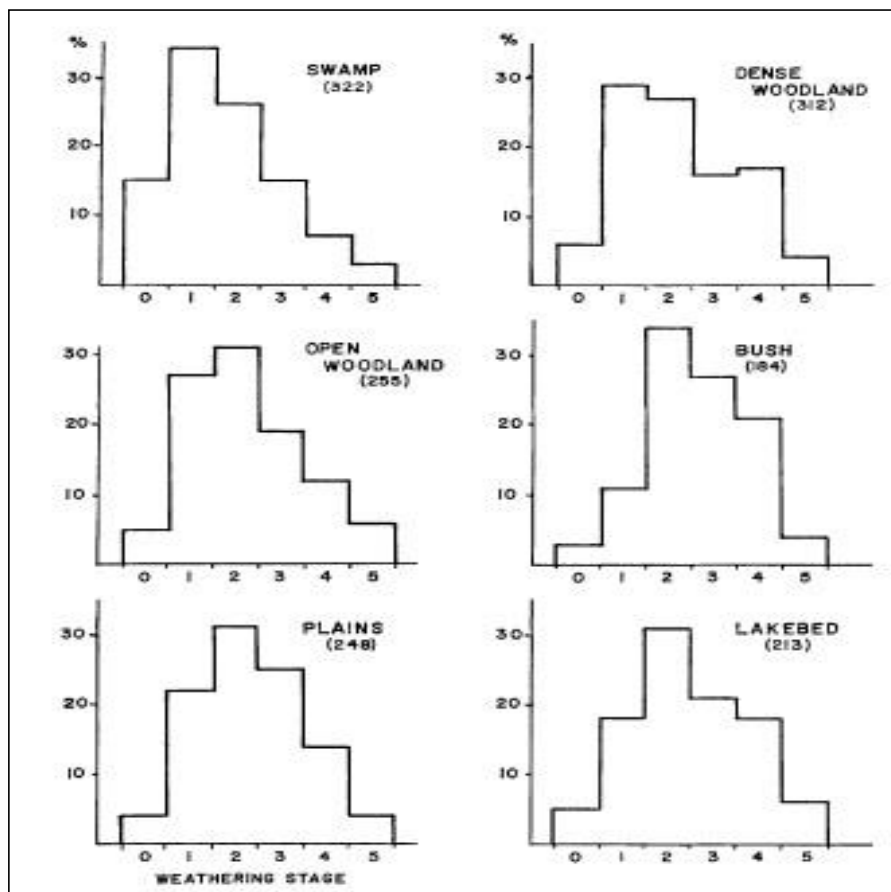 %
30
20
10
SWAMP
(322)
0 1 2 3 4 5
%
30
20
10
DENSE
WOODLAND
(312)
0 1 2 3 4 5
30
20
10
OPEN
WOODLAND
(255)
0 1 2 3 4 5
30
20
10
BUSH
(184)
0 1 2 3 4 5
30
20
10
PLAINS
(248)
0 1 2 3 4 5
WEATHERING STAGE
30
20
10
LAKEBED
(213)
0 1 2 3 4 5